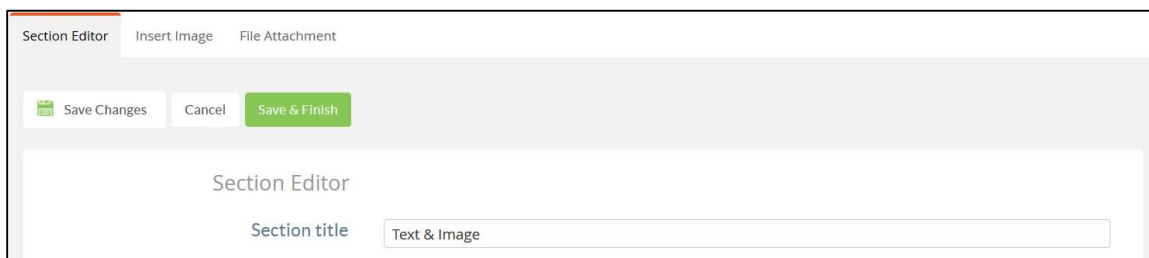 Section Editor Insert Image File Attachment
Save Changes Cancel Save & Finish
Section Editor
Section title Text & Image